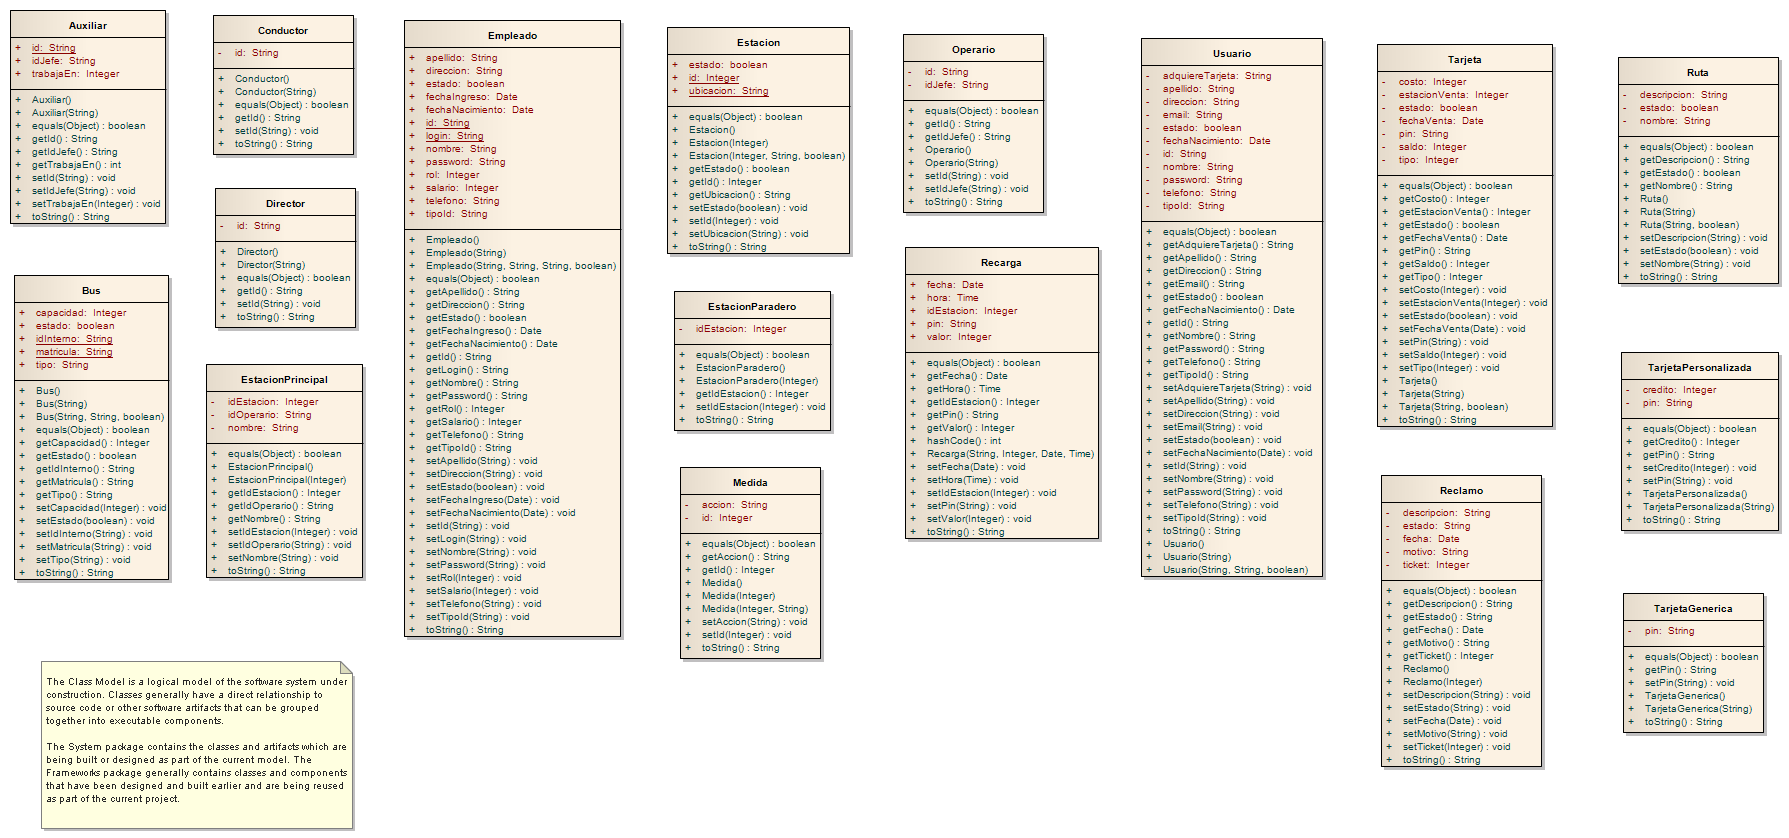 Auxiliar
+ id: String
+ idJefe: String
+ trabajaEn: Integer
+ Auxiliar()
+ Auxiliar(String)
+ equals(Object) : boolean
+ getId() : String
+ getIdJefe() : String
+ getTrabajaEn() : int
+ setId(String) : void
+ setIdJefe(String) : void
+ setTrabajaEn(Integer) : void
+ toString() : String
Bus
+ capacidad: Integer
+ estado: boolean
+ idInterno: String
+ matricula: String
+ tipo: String
+ Bus()
+ Bus(String)
+ Bus(String, String, boolean)
+ equals(Object) : boolean
+ getCapacidad() : Integer
+ getEstado() : boolean
+ getIdInterno() : String
+ getMatricula() : String
+ getTipo() : String
+ setCapacidad(Integer) : void
+ setEstado(boolean) : void
+ setIdInterno(String) : void
+ setMatricula(String) : void
+ setTipo(String) : void
+ toString() : String
Conductor
- id: String
+ Conductor()
+ Conductor(String)
+ equals(Object) : boolean
+ getId() : String
+ setId(String) : void
+ toString() : String
Director
- id: String
+ Director()
+ Director(String)
+ equals(Object) : boolean
+ getId() : String
+ setId(String) : void
+ toString() : String
EstacionPrincipal
- idEstacion: Integer
- idOperario: String
- nombre: String
+ equals(Object) : boolean
+ EstacionPrincipal()
+ EstacionPrincipal(Integer)
+ getIdEstacion() : Integer
+ getIdOperario() : String
+ getNombre() : String
+ setIdEstacion(Integer) : void
+ setIdOperario(String) : void
+ setNombre(String) : void
+ toString() : String
Empleado
+ apellido: String
+ direccion: String
+ estado: boolean
+ fechaIngreso: Date
+ fechaNacimiento: Date
+ id: String
+ login: String
+ nombre: String
+ password: String
+ rol: Integer
+ salario: Integer
+ telefono: String
+ tipoId: String
+ Empleado()
+ Empleado(String)
+ Empleado(String, String, String, boolean)
+ equals(Object) : boolean
+ getApellido() : String
+ getDireccion() : String
+ getEstado() : boolean
+ getFechaIngreso() : Date
+ getFechaNacimiento() : Date
+ getId() : String
+ getLogin() : String
+ getNombre() : String
+ getPassword() : String
+ getRol() : Integer
+ getSalario() : Integer
+ getTelefono() : String
+ getTipoId() : String
+ setApellido(String) : void
+ setDireccion(String) : void
+ setEstado(boolean) : void
+ setFechaIngreso(Date) : void
+ setFechaNacimiento(Date) : void
+ setId(String) : void
+ setLogin(String) : void
+ setNombre(String) : void
+ setPassword(String) : void
+ setRol(Integer) : void
+ setSalario(Integer) : void
+ setTelefono(String) : void
+ setTipoId(String) : void
+ toString() : String
Estacion
+ estado: boolean
+ id: Integer
+ ubicacion: String
+ equals(Object) : boolean
+ Estacion()
+ Estacion(Integer)
+ Estacion(Integer, String, boolean)
+ getEstado() : boolean
+ getId() : Integer
+ getUbicacion() : String
+ setEstado(boolean) : void
+ setId(Integer) : void
+ setUbicacion(String) : void
+ toString() : String
EstacionParadero
- idEstacion: Integer
+ equals(Object) : boolean
+ EstacionParadero()
+ EstacionParadero(Integer)
+ getIdEstacion() : Integer
+ setIdEstacion(Integer) : void
+ toString() : String
Medida
- accion: String
- id: Integer
+ equals(Object) : boolean
+ getAccion() : String
+ getId() : Integer
+ Medida()
+ Medida(Integer)
+ Medida(Integer, String)
+ setAccion(String) : void
+ setId(Integer) : void
+ toString() : String
Operario
- id: String
- idJefe: String
+ equals(Object) : boolean
+ getId() : String
+ getIdJefe() : String
+ Operario()
+ Operario(String)
+ setId(String) : void
+ setIdJefe(String) : void
+ toString() : String
Recarga
+ fecha: Date
+ hora: Time
+ idEstacion: Integer
+ pin: String
+ valor: Integer
+ equals(Object) : boolean
+ getFecha() : Date
+ getHora() : Time
+ getIdEstacion() : Integer
+ getPin() : String
+ getValor() : Integer
+ hashCode() : int
+ Recarga(String, Integer, Date, Time)
+ setFecha(Date) : void
+ setHora(Time) : void
+ setIdEstacion(Integer) : void
+ setPin(String) : void
+ setValor(Integer) : void
+ toString() : String
Usuario
- adquiereTarjeta: String
- apellido: String
- direccion: String
- email: String
- estado: boolean
- fechaNacimiento: Date
- id: String
- nombre: String
- password: String
- telefono: String
- tipoId: String
+ equals(Object) : boolean
+ getAdquiereTarjeta() : String
+ getApellido() : String
+ getDireccion() : String
+ getEmail() : String
+ getEstado() : boolean
+ getFechaNacimiento() : Date
+ getId() : String
+ getNombre() : String
+ getPassword() : String
+ getTelefono() : String
+ getTipoId() : String
+ setAdquiereTarjeta(String) : void
+ setApellido(String) : void
+ setDireccion(String) : void
+ setEmail(String) : void
+ setEstado(boolean) : void
+ setFechaNacimiento(Date) : void
+ setId(String) : void
+ setNombre(String) : void
+ setPassword(String) : void
+ setTelefono(String) : void
+ setTipoId(String) : void
+ toString() : String
+ Usuario()
+ Usuario(String)
+ Usuario(String, String, boolean)
Tarjeta
- costo: Integer
- estacionVenta: Integer
- estado: boolean
- fechaVenta: Date
- pin: String
- saldo: Integer
- tipo: Integer
+ equals(Object) : boolean
+ getCosto() : Integer
+ getEstacionVenta() : Integer
+ getEstado() : boolean
+ getFechaVenta() : Date
+ getPin() : String
+ getSaldo() : Integer
+ getTipo() : Integer
+ setCosto(Integer) : void
+ setEstacionVenta(Integer) : void
+ setEstado(boolean) : void
+ setFechaVenta(Date) : void
+ setPin(String) : void
+ setSaldo(Integer) : void
+ setTipo(Integer) : void
+ Tarjeta()
+ Tarjeta(String)
+ Tarjeta(String, boolean)
+ toString() : String
Reclamo
- descripcion: String
- estado: String
- fecha: Date
- motivo: String
- ticket: Integer
+ equals(Object) : boolean
+ getDescripcion() : String
+ getEstado() : String
+ getFecha() : Date
+ getMotivo() : String
+ getTicket() : Integer
+ Reclamo()
+ Reclamo(Integer)
+ setDescripcion(String) : void
+ setEstado(String) : void
+ setFecha(Date) : void
+ setMotivo(String) : void
+ setTicket(Integer) : void
+ toString() : String
Ruta
- descripcion: String
- estado: boolean
- nombre: String
+ equals(Object) : boolean
+ getDescripcion() : String
+ getEstado() : boolean
+ getNombre() : String
+ Ruta()
+ Ruta(String)
+ Ruta(String, boolean)
+ setDescripcion(String) : void
+ setEstado(boolean) : void
+ setNombre(String) : void
+ toString() : String
TarjetaPersonalizada
- credito: Integer
- pin: String
+ equals(Object) : boolean
+ getCredito() : Integer
+ getPin() : String
+ setCredito(Integer) : void
+ setPin(String) : void
+ TarjetaPersonalizada()
+ TarjetaPersonalizada(String)
+ toString() : String
TarjetaGenerica
- pin: String
+ equals(Object) : boolean
+ getPin() : String
+ setPin(String) : void
+ TarjetaGenerica()
+ TarjetaGenerica(String)
+ toString() : String
The Class Model is a logical model of the software system under
construction. Classes generally have a direct relationship to
source code or other software artifacts that can be grouped
together into executable components.
The System package contains the classes and artifacts which are
being built or designed as part of the current model. The
Frameworks package generally contains classes and components
that have been designed and built earlier and are being reused
as part of the current project.